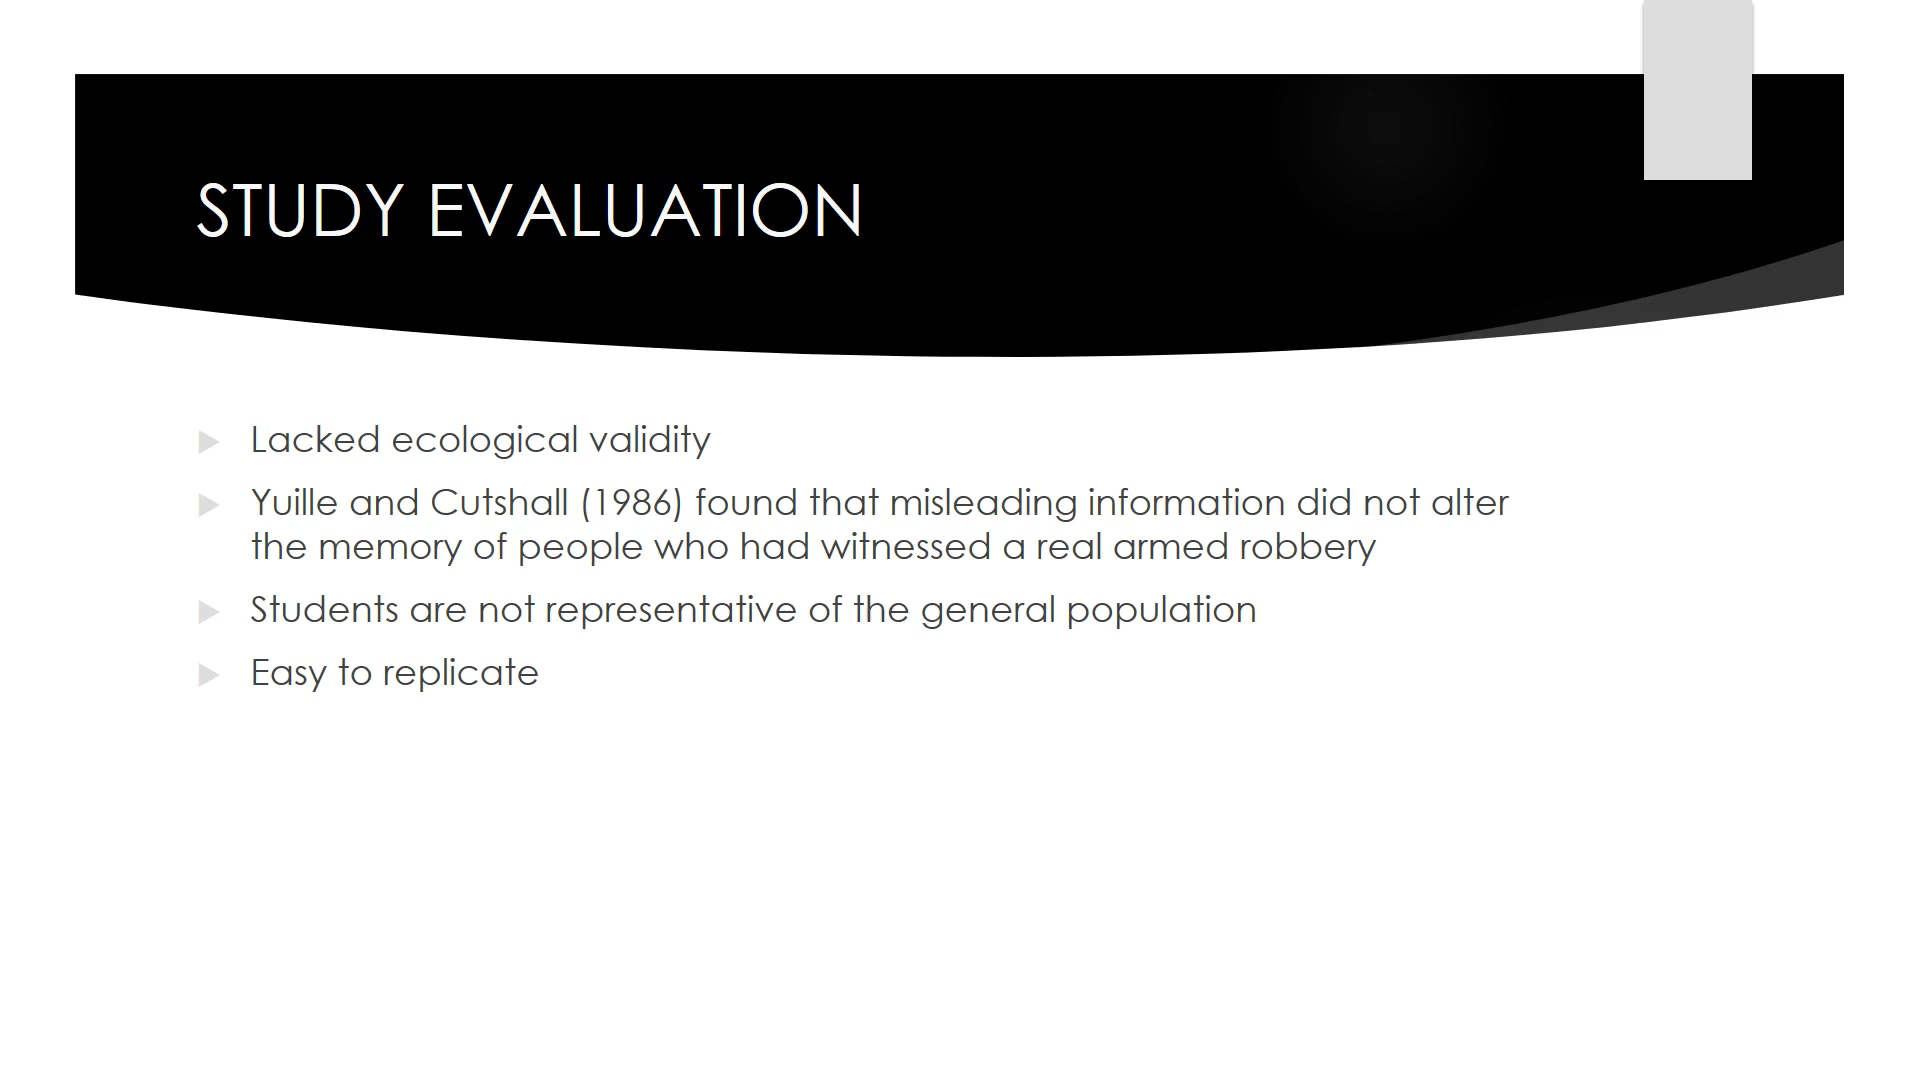 STUDY EVALUATION
Lacked ecological validity
Yuille and Cutshall (1986) found that misleading information did not alter
the memory of people who had witnessed a real armed robbery
Students are not representative of the general population
Easy to replicate